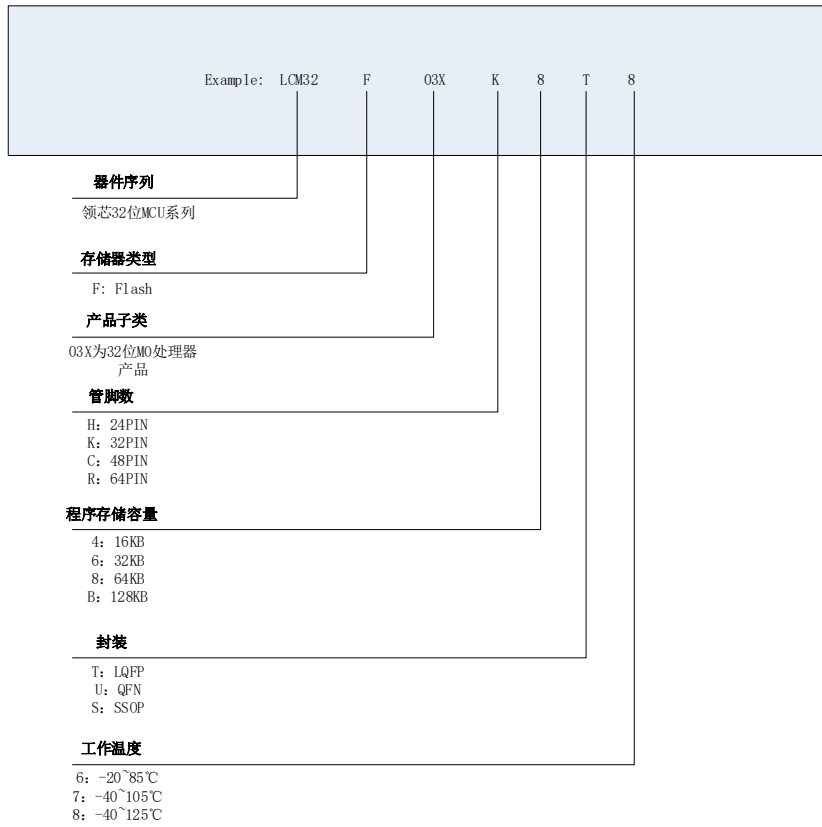 Example: LCM32 F 03X K 8 T 8
器件序列
领芯32位MCU系列
存储器类型
F: Flash
产品子类
03X为32位M0处理器
产品
管脚数
H: 24PIN
K: 32PIN
C: 48PIN
R: 64PIN
程序存储容量
4: 16KB
6: 32KB
8: 64KB
B: 128KB
封装
T: LQFP
U: QFN
S: SSOP
工作温度
6: -20~85℃
7: -40~105℃
8: -40~125℃